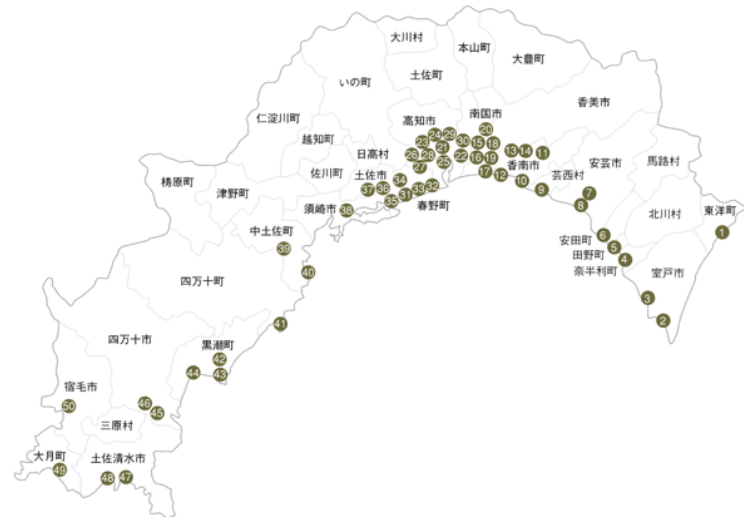 大川村
本山町
大豊町
土佐町
いの町
香美市
仁淀川町
高知市
南国市
越知町
日高村
佐川町
土佐市
香南市
芸西村
安芸市
馬路村
梼原町
津野町
須崎市
春野町
北川村
東洋町
中土佐町
安田町
田野町
奈半利町
室戸市
四万十町
四万十市
黒潮町
宿毛市
三原村
大月町
土佐清水市
1
2
3
4
5
6
7
8
9
10
11
12
13
14
15
16
17
18
19
20
21
22
23
24
25
26
27
28
29
30
31
32
33
34
35
36
37
38
39
40
41
42
43
44
45
46
47
48
49
50